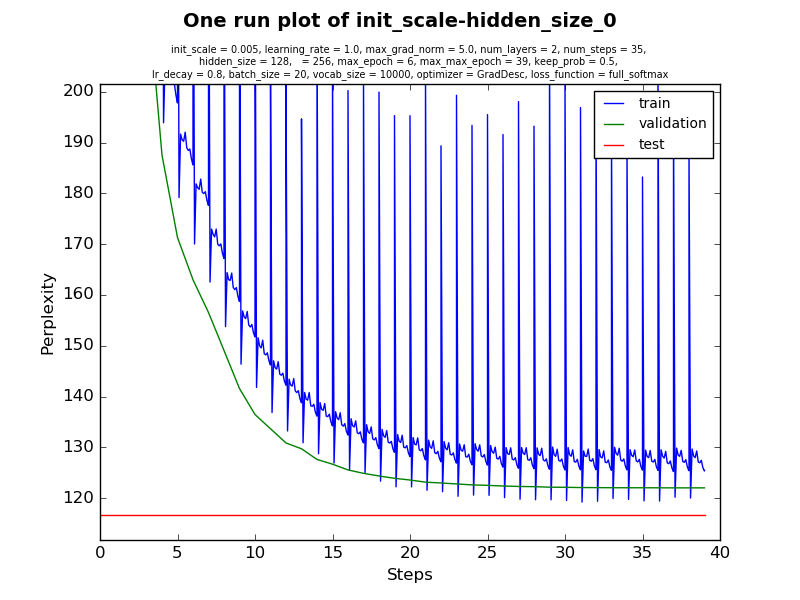 One run plot of init_scale-hidden_size_0
init_scale = 0.005, learning_rate = 1.0, max_grad_norm = 5.0, num_layers = 2, num_steps = 35,
hidden_size = 128,   = 256, max_epoch = 6, max_max_epoch = 39, keep_prob = 0.5,
lr_decay = 0.8, batch_size = 20, vocab_size = 10000, optimizer = GradDesc, loss_function = full_softmax
train
validation
test
200
190
180
170
160
150
140
130
120
Perplexity
0 5 10 15 20 25 30 35 40
Steps